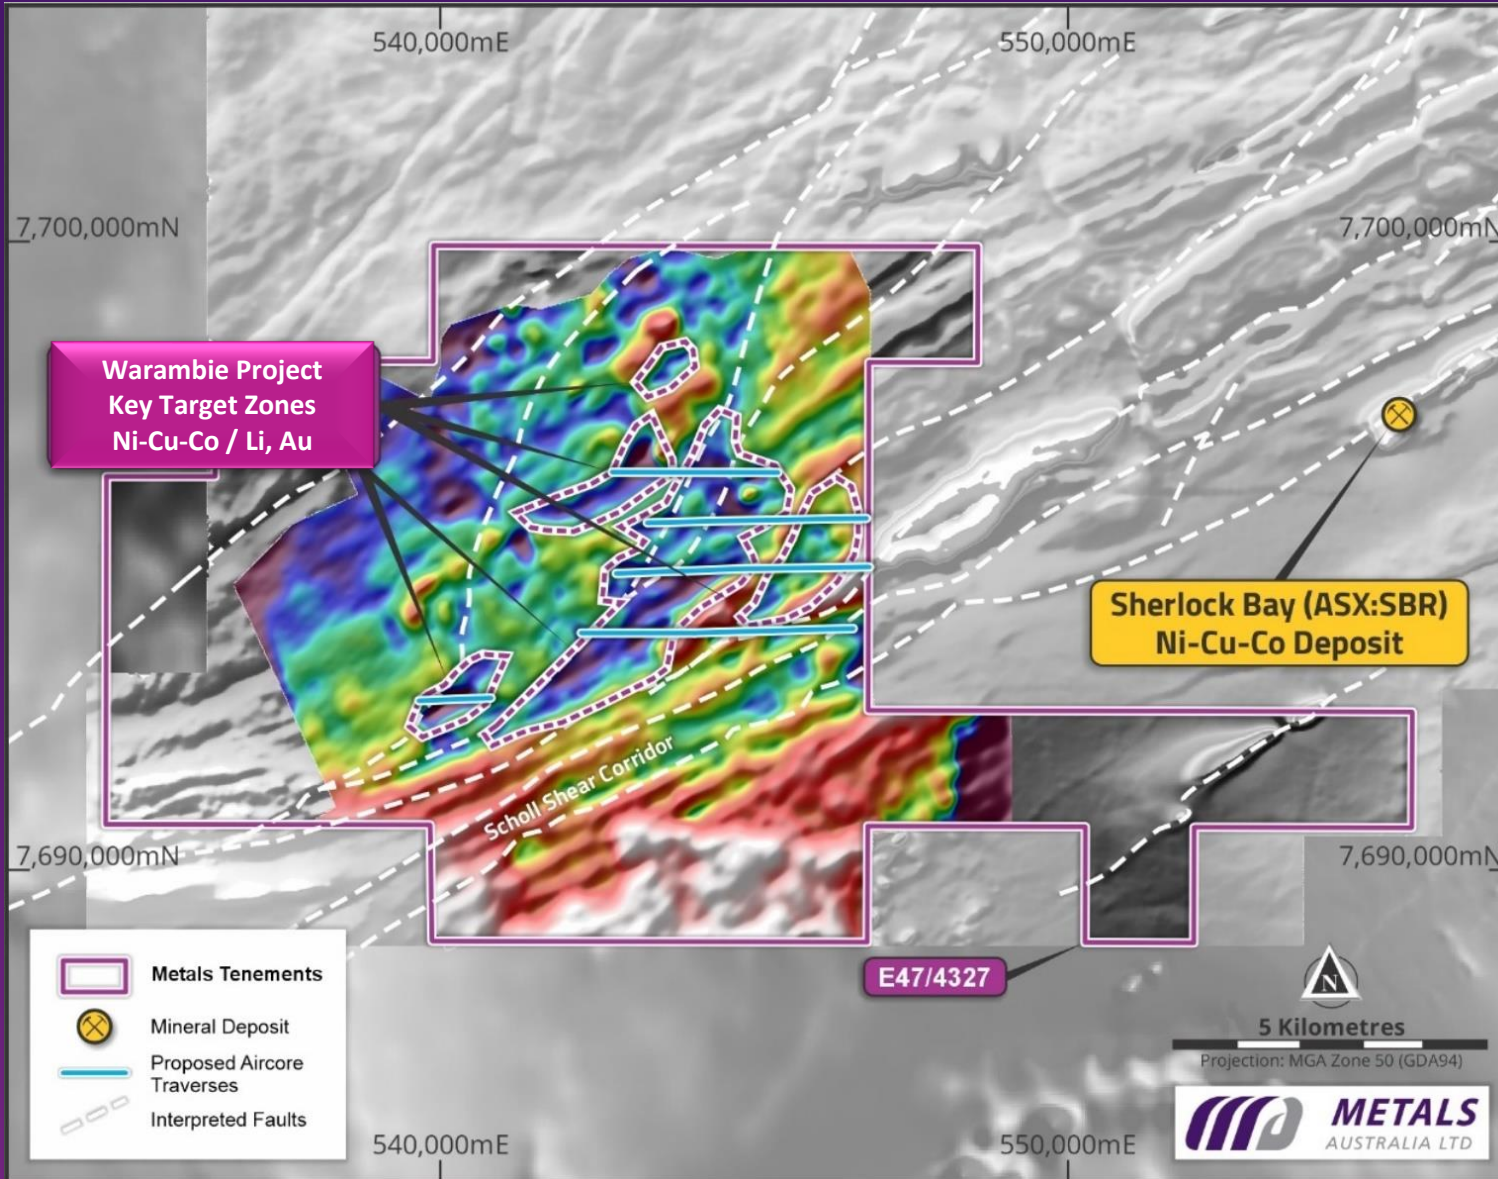 540,000mE
550,000mE
7,700,000mN
7,700,000mN
Warambie Project
Key Target Zones
Ni-Cu-Co / Li, Au
Sherlock Bay (ASX:SBR)
Ni-Cu-Co Deposit
Scholl Shear Corridor
7,690,000mN
7,690,000mN
E47/4327
Metals Tenements
Mineral Deposit
Proposed Aircore
Traverses
Interpreted Faults
N
5 Kilometres
Projection: MGA Zone 50 (GDA94)
METALS
AUSTRALIA LTD
540,000mE
550,000mE